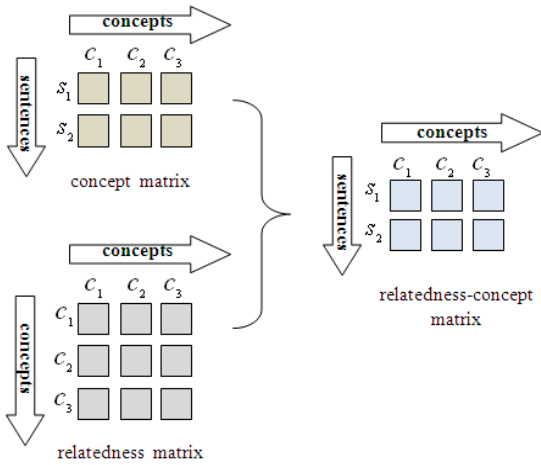 concepts
C1 C2 C3
sentences
S1
S2
concept matrix
concepts
C1 C2 C3
concepts
C1
C2
C3
relatedness matrix
concepts
C1 C2 C3
sentences
S1
S2
relatedness-concept
matrix